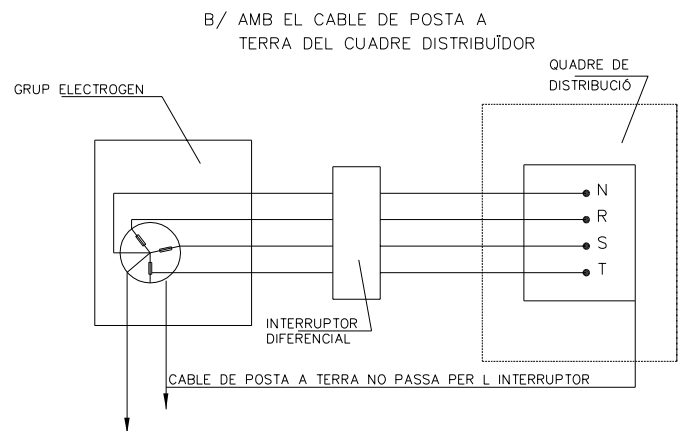 B/ AMB EL CABLE DE POSTA A
TERRA DEL CUADRE DISTRIBUÏDOR
QUADRE DE
DISTRIBUCIÓ
GRUP ELECTROGEN
N
R
S
T
INTERRUPTOR
DIFERENCIAL
CABLE DE POSTA A TERRA NO PASSA PER L INTERRUPTOR